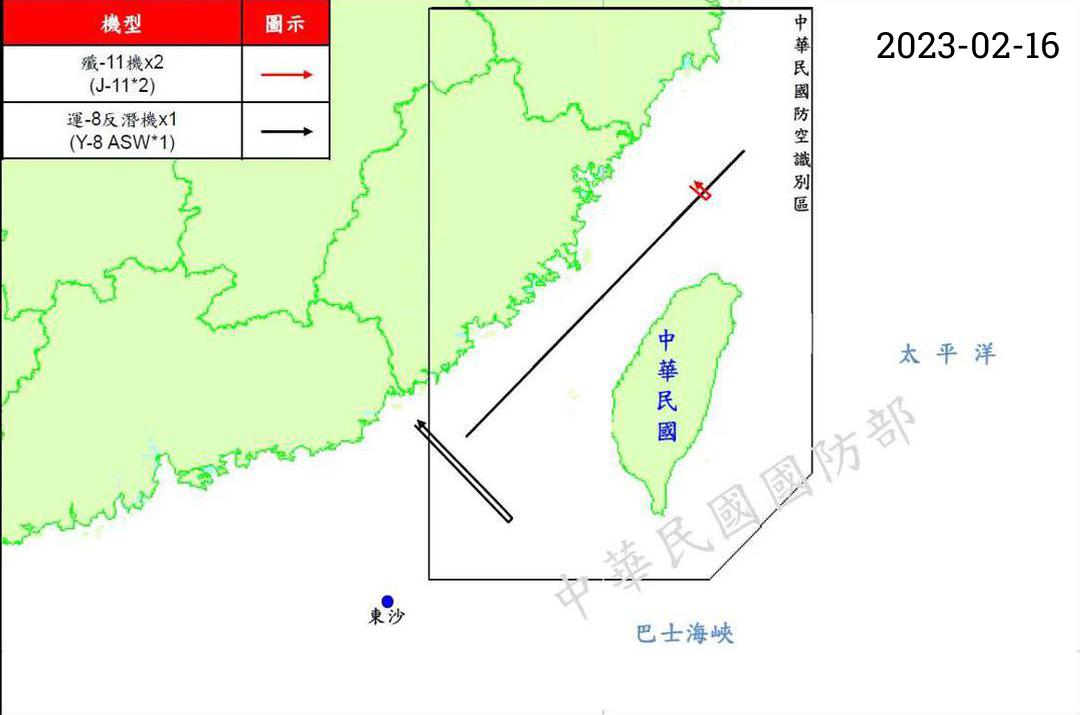 機型 圖示
殲-11機x2
(J-11*2)
運-8反潛機x1
(Y-8 ASW*1)
2023-02-16
中華民國防空識別區
中華民國
太平洋
中華民國國防部
東沙
巴士海峽